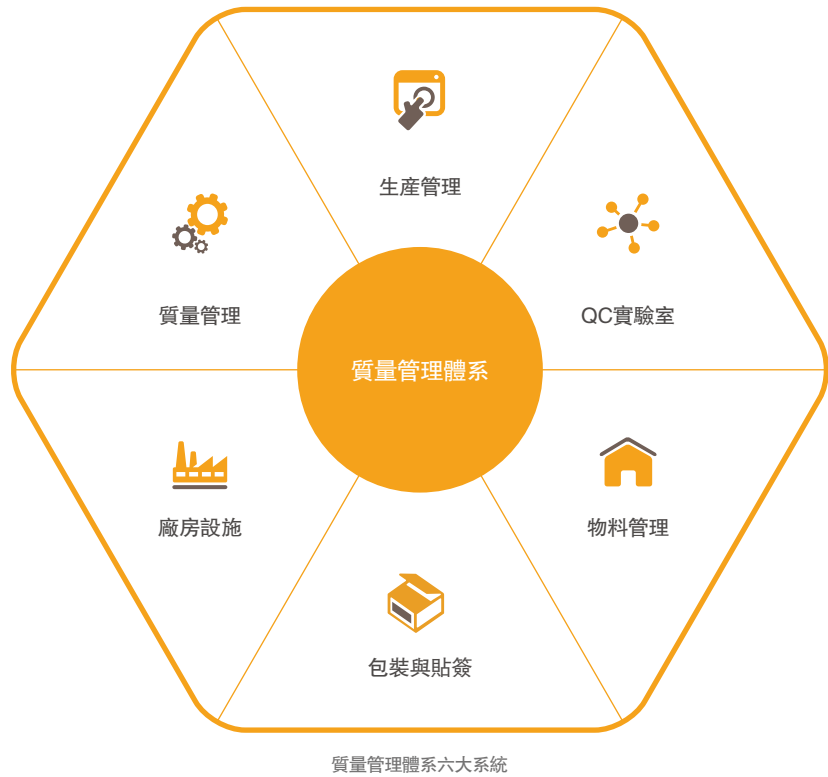 生産管理
質量管理
QC實驗室
質量管理體系
廠房設施
物料管理
包裝與貼簽
質量管理體系六大系統